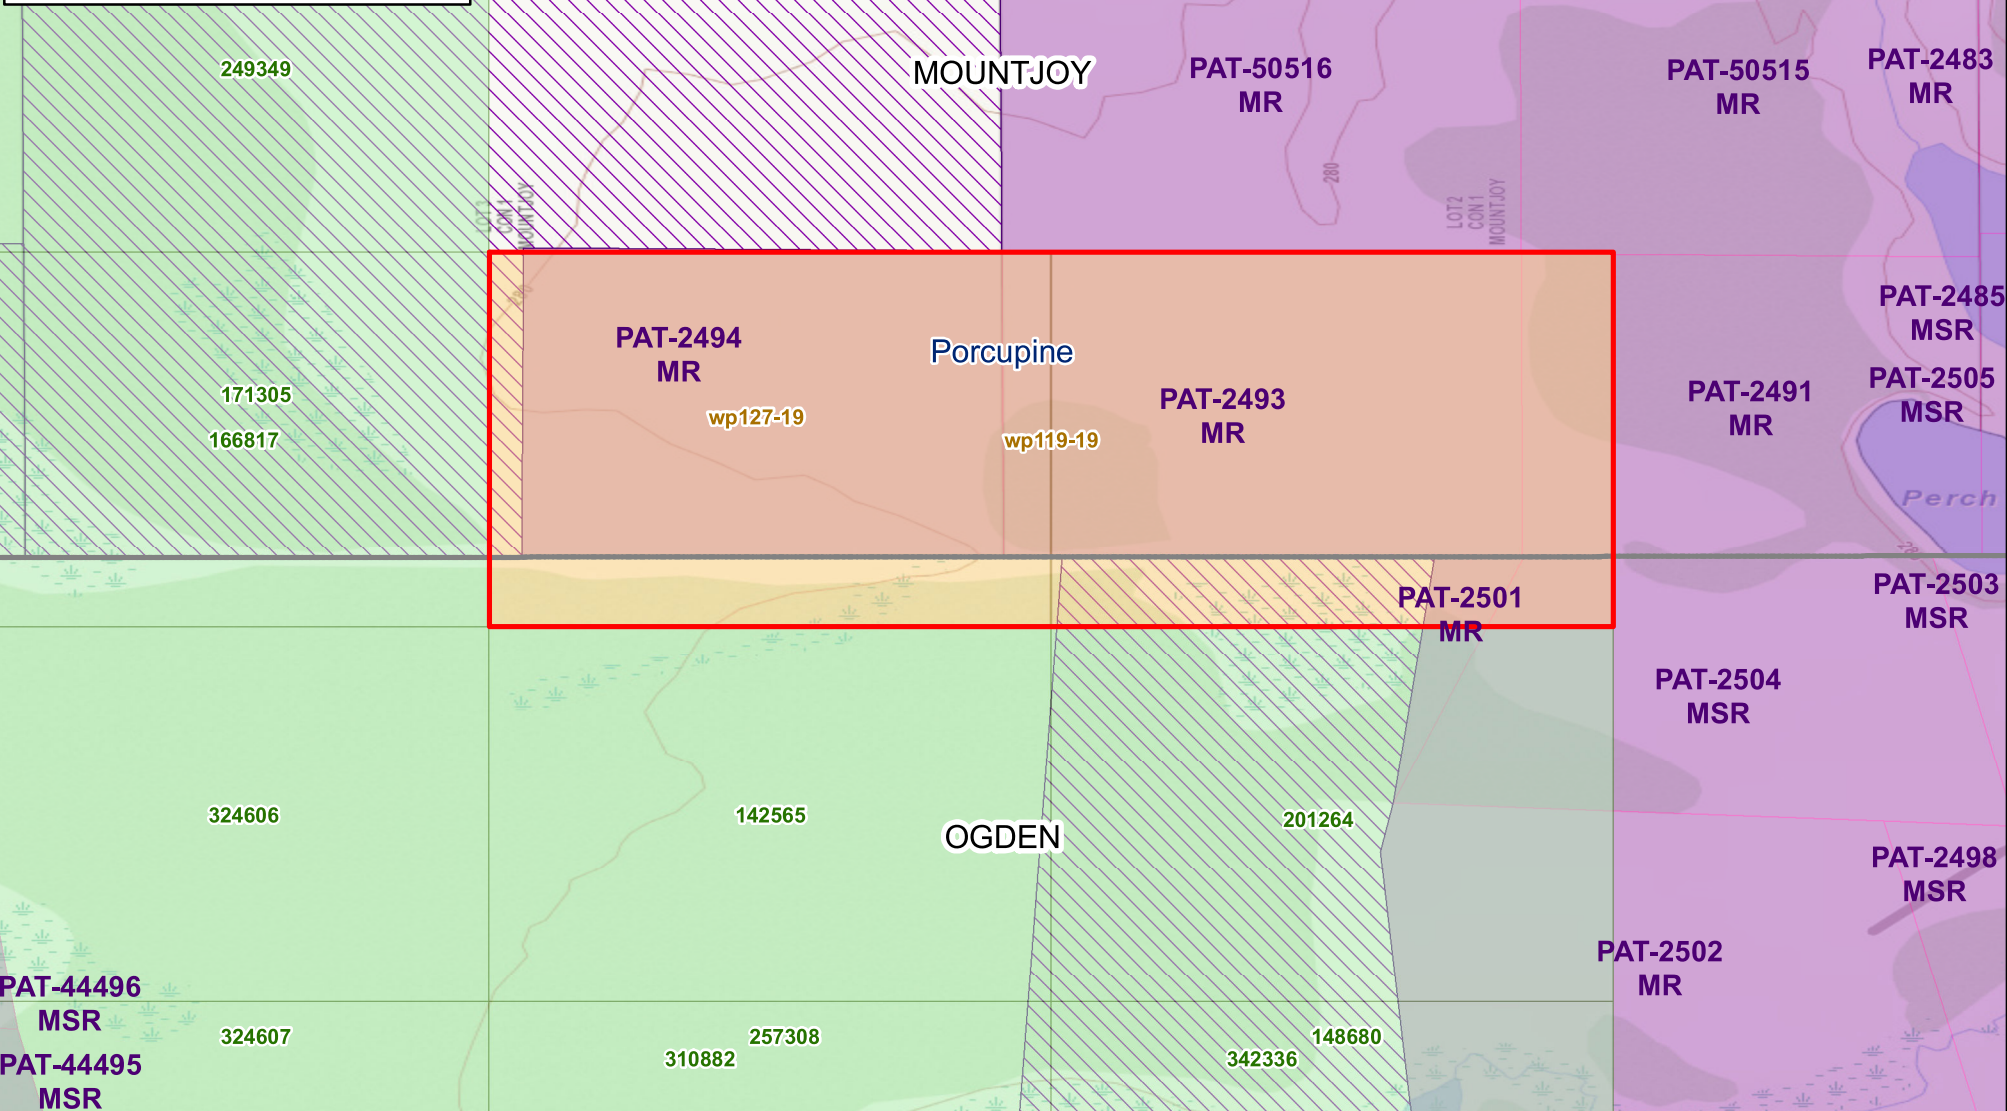 249349
MOUNTJOY
PAT-50516
MR
PAT-50515
MR
PAT-2483
MR
280
LOT3
CON1
MOUNTJOY
LOT2
CON1
MOUNTJOY
280
PAT-2494
MR
Porcupine
wp127-19
PAT-2493
MR
wp119-19
171305
166817
PAT-2491
MR
PAT-2485
MSR
PAT-2505
MSR
Perch
PAT-2501
MR
PAT-2503
MSR
PAT-2504
MSR
324606
142565
OGDEN
201264
PAT-2498
MSR
PAT-2502
MR
PAT-44496
MSR
PAT-44495
MSR
324607
257308
310882
148680
342336